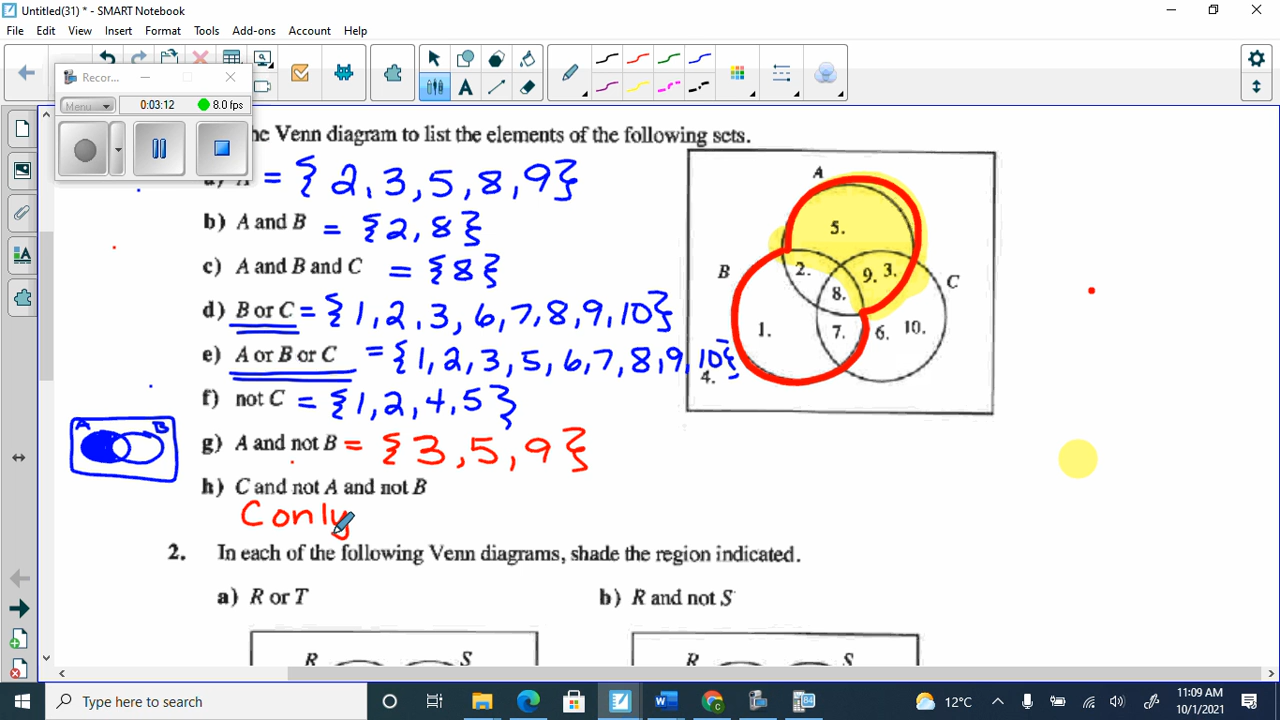 Untitled(31) * - SMART Notebook
File Edit View Insert Format Tools Add-ons Account Help
Recor...
Menu 0:03:12 8.0 fps
he Venn diagram to list the elements of the following sets.
= {2, 3, 5, 8, 9}
b) A and B = {2, 8}
c) A and B and C = {8}
d) B or C = {1, 2, 3, 6, 7, 8, 9, 10}
e) A or B or C = {1, 2, 3, 5, 6, 7, 8, 9, 10}
f) not C = {1, 2, 4, 5}
g) A and not B = {3, 5, 9}
h) C and not A and not B
C only
A B
A
5.
B 2. 9. 3. C
8.
1. 7. 6. 10.
4.
2. In each of the following Venn diagrams, shade the region indicated.
a) R or T b) R and not S
R S R S
Type here to search
12°C
11:09 AM
10/1/2021